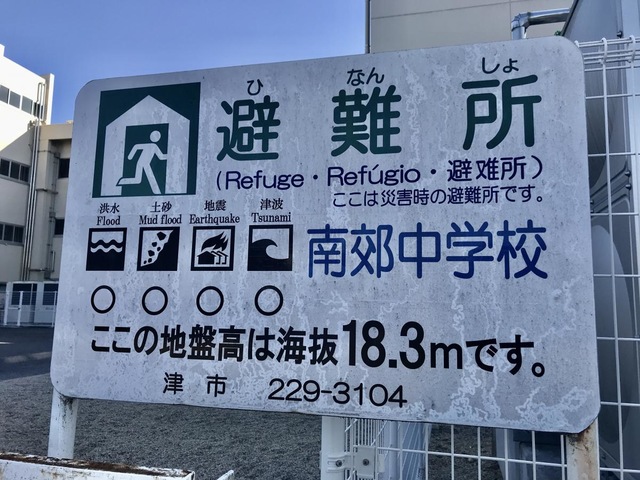 ひ なん しょ
避難所
(Refuge・Refúgio・避难所)
ここは災害時の避難所です。
洪水 土砂 地震 津波
Flood Mud flood Earthquake Tsunami
南郊中学校
○ ○ ○ ○
ここの地盤高は海抜18.3mです。
津市 229-3104